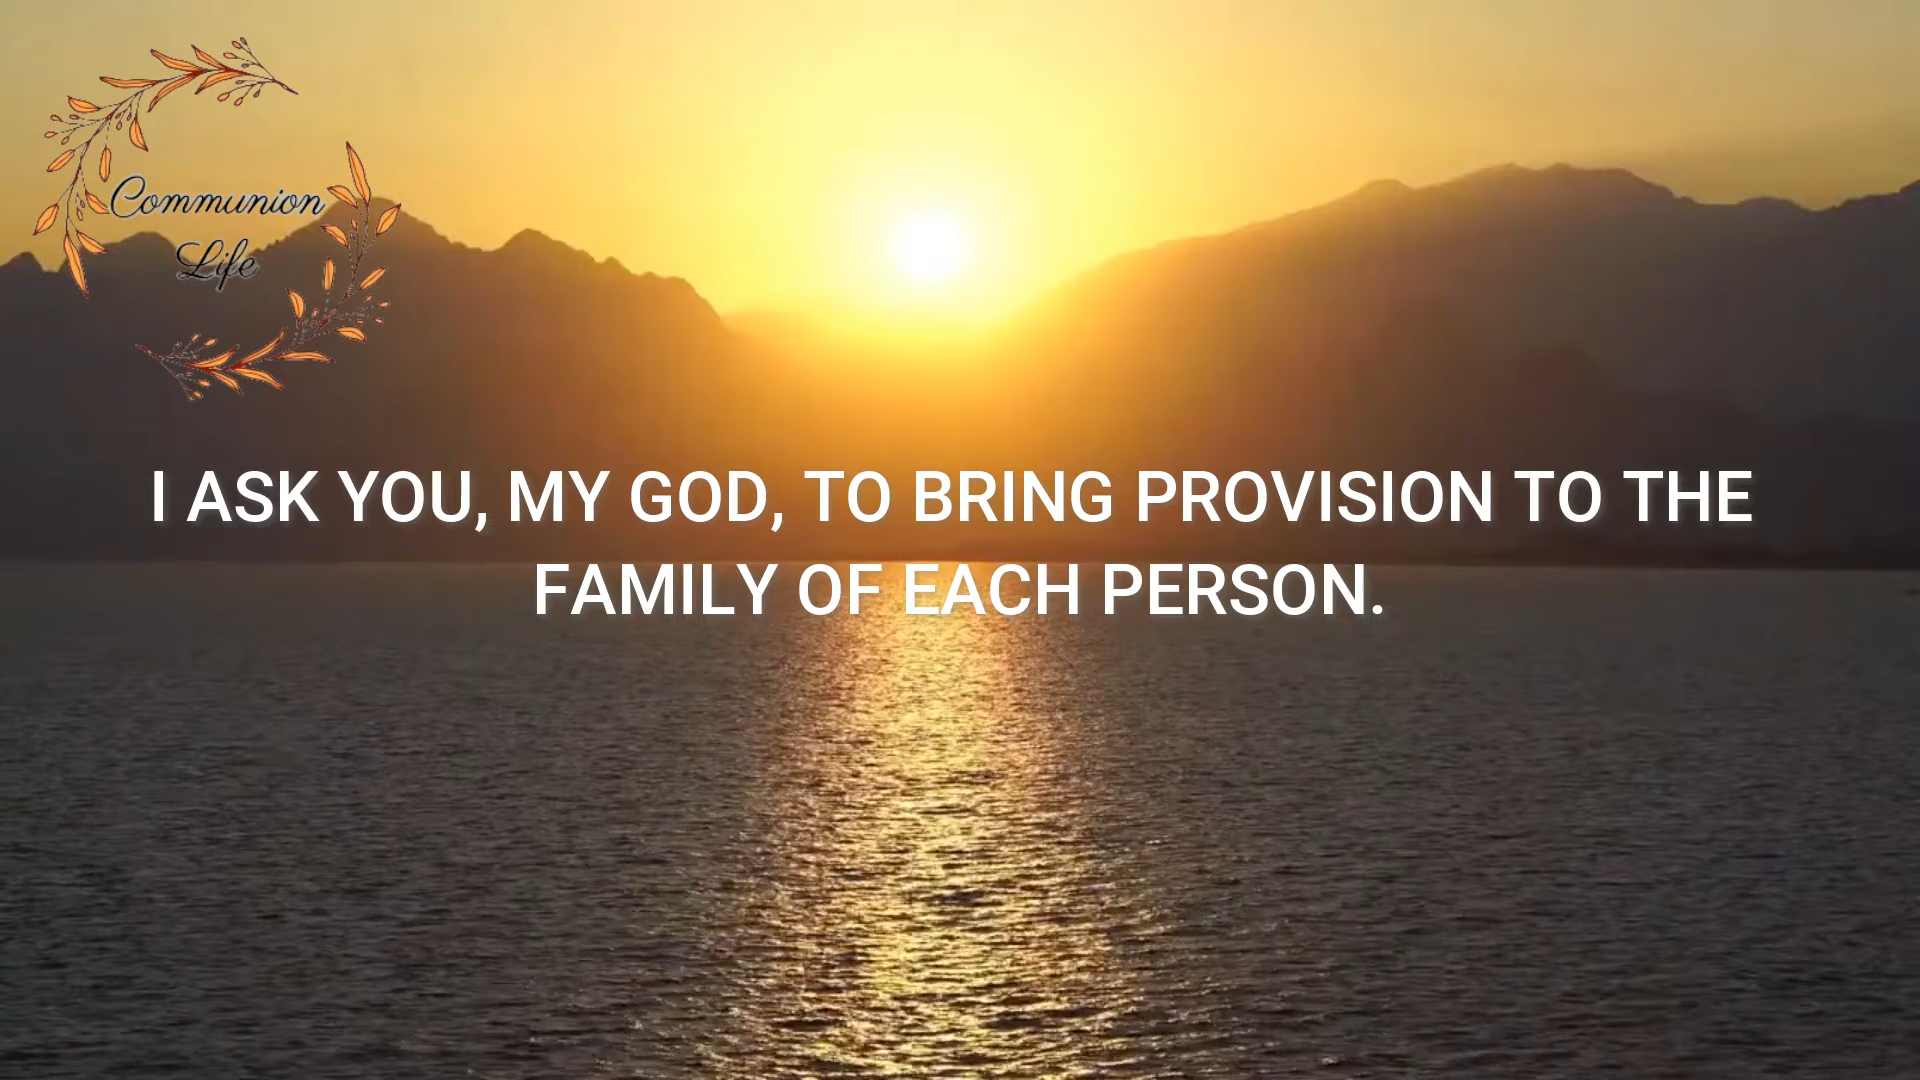 Communion
Life
I ASK YOU, MY GOD, TO BRING PROVISION TO THE
FAMILY OF EACH PERSON.